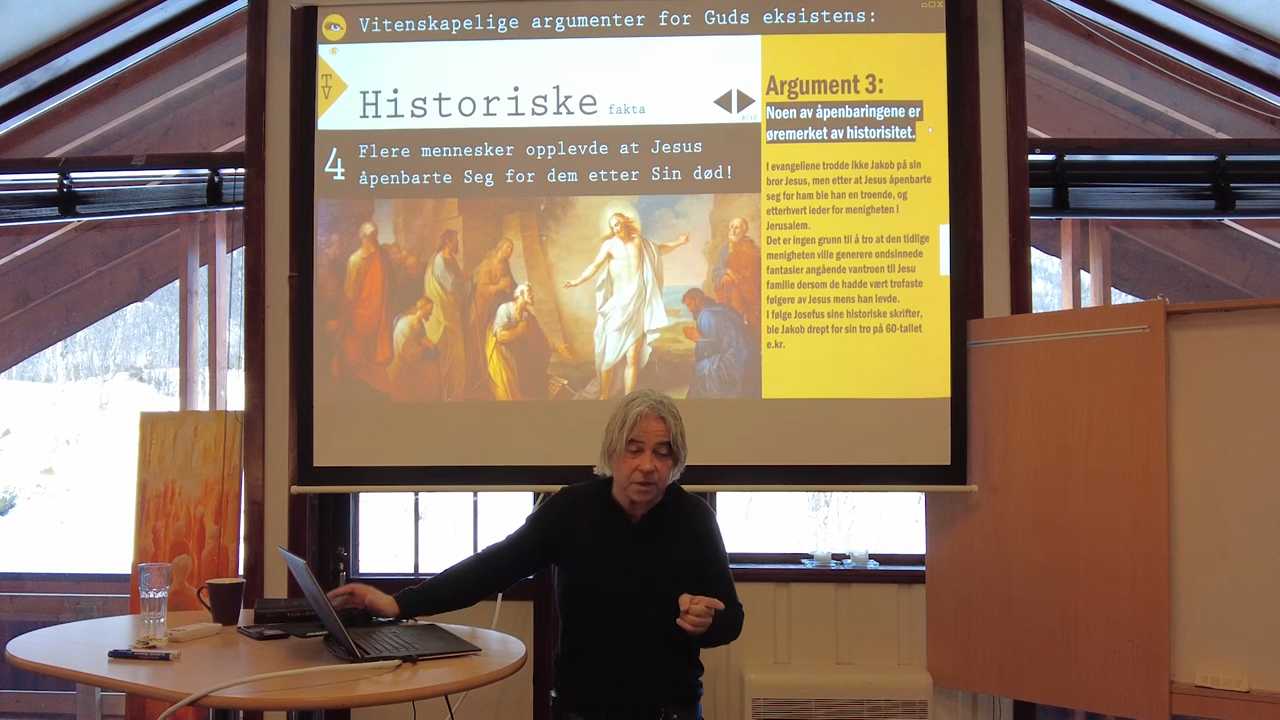 Vitenskapelige argumenter for Guds eksistens:
TV
Historiske fakta
4 Flere mennesker opplevde at Jesus
åpenbarte Seg for dem etter Sin død!
Argument 3:
Noen av åpenbaringene er
øremerket av historisitet.
I evangeliene trodde ikke Jakob på sin
bror Jesus, men etter at Jesus åpenbarte
seg for ham ble han en troende, og
etterhvert leder for menigheten i
Jerusalem.
Det er ingen grunn til å tro at den tidlige
menigheten ville generere ondsinnede
fantasier angående vantroen til Jesu
familie dersom de hadde vært trofaste
følgere av Jesus mens han levde.
I følge Josefus sine historiske skrifter,
ble Jakob drept for sin tro på 60-tallet
e.kr.